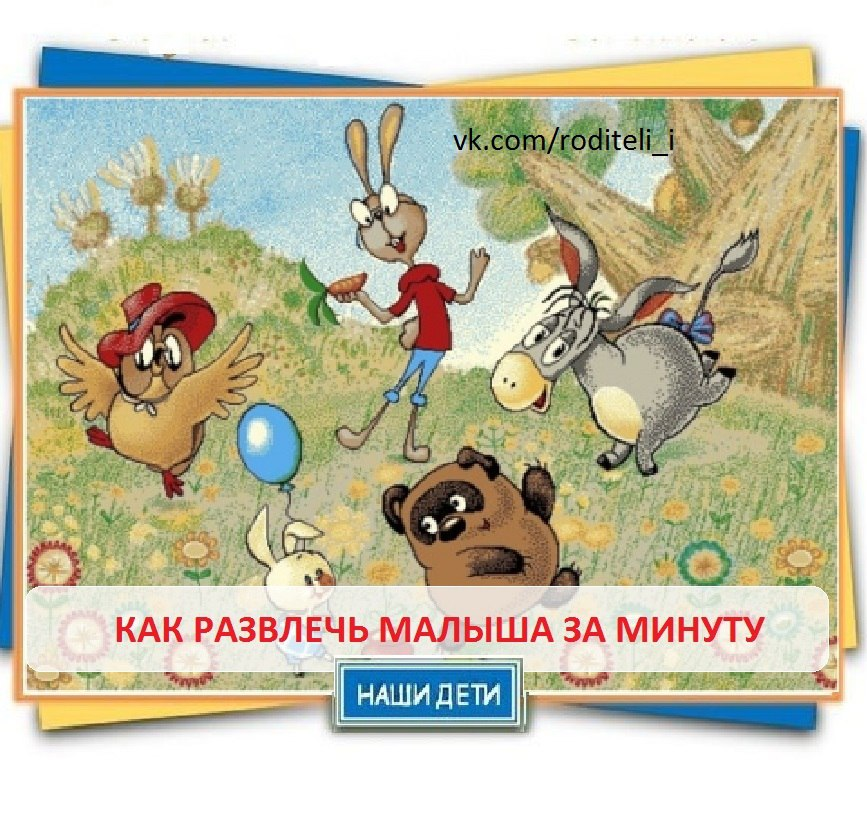 vk.com/roditeli_i
КАК РАЗВЛЕЧЬ МАЛЫША ЗА МИНУТУ
НАШИ ДЕТИ